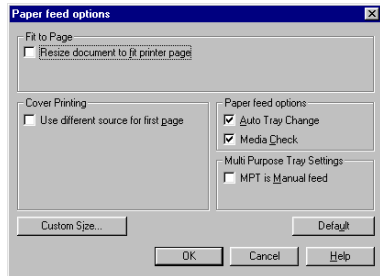 Paper feed options
Fit to Page
Resize document to fit printer page
Cover Printing
Use different source for first page
Paper feed options
Auto Tray Change
Media Check
Multi Purpose Tray Settings
MPT is Manual feed
Custom Size...
Default
OK
Cancel
Help